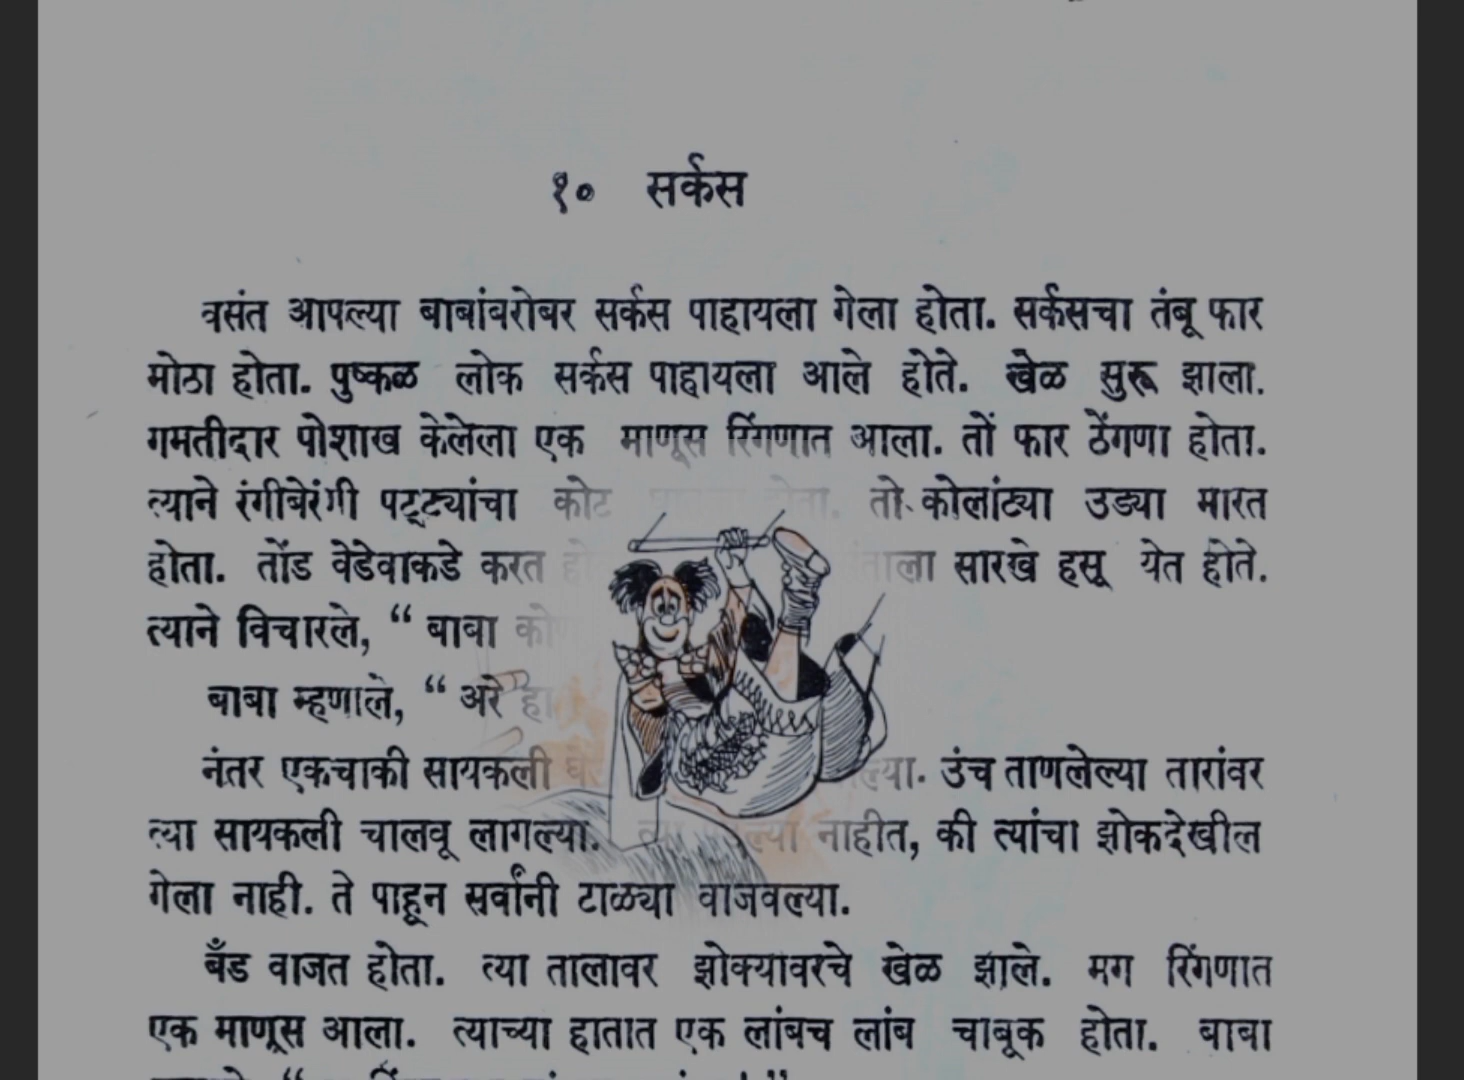 १० सर्कस
वसंत आपल्या बाबांबरोबर सर्कस पाहायला गेला होता. सर्कसचा तंबू फार
मोठा होता. पुष्कळ लोक सर्कस पाहायला आले होते. खेळ सुरू झाला.
गमतीदार पोशाख केलेला एक माणूस रिंगणात आला. तों फार ठेंगणा होता.
त्याने रंगीबेरंगी पट्ट्यांचा कोट होता. तो कोलांट्या उड्या मारत
होता. तोंड वेडेवाकडे करत सारखे हसू येत होते.
त्याने विचारले, “ बाबा
बाबा म्हणाले, “ अरे हा
नंतर एकचाकी सायकली उंच ताणलेल्या तारांवर
त्या सायकली चालवू लागल्या. त्या नाहीत, की त्यांचा झोकदेखील
गेला नाही. ते पाहून सर्वांनी टाळ्या वाजवल्या.
बँड वाजत होता. त्या तालावर झोक्यावरचे खेळ झाले. मग रिंगणात
एक माणूस आला. त्याच्या हातात एक लांबच लांब चाबूक होता. बाबा